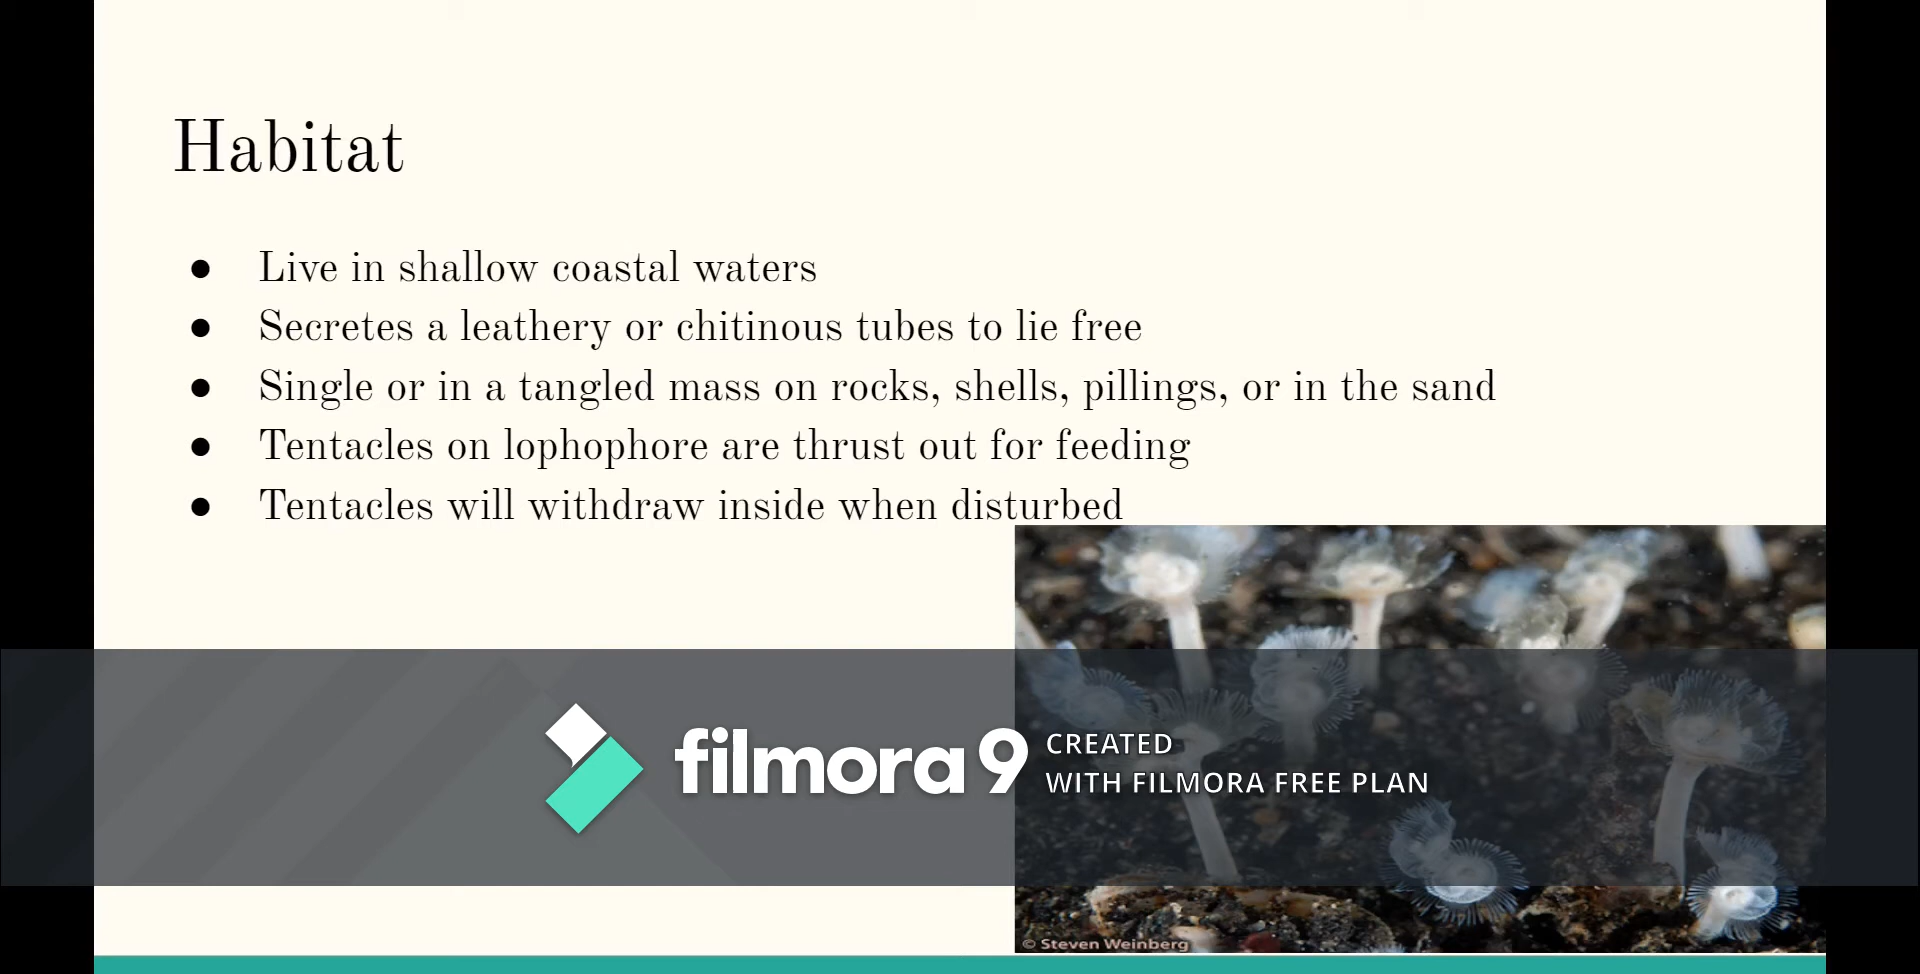 Habitat
● Live in shallow coastal waters
● Secretes a leathery or chitinous tubes to lie free
● Single or in a tangled mass on rocks, shells, pillings, or in the sand
● Tentacles on lophophore are thrust out for feeding
● Tentacles will withdraw inside when disturbed
filmora 9
CREATED
WITH FILMORA FREE PLAN
© Steven Weinberg